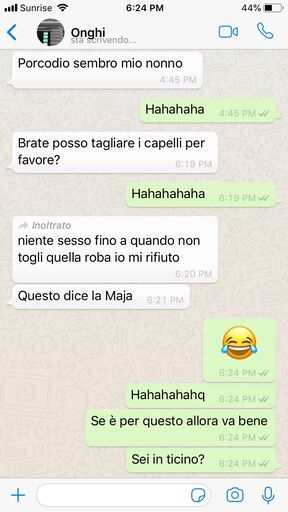 Sunrise 6:24 PM 44%
Onghi
sta scrivendo...
Porcodio sembro mio nonno
4:45 PM
Hahahaha 4:45 PM
Brate posso tagliare i capelli per
favore? 6:19 PM
Hahahahaha 6:19 PM
Inoltrato
niente sesso fino a quando non
togli quella roba io mi rifiuto
6:20 PM
Questo dice la Maja 6:21 PM
6:24 PM
Hahahahahq 6:24 PM
Se è per questo allora va bene
6:24 PM
Sei in ticino? 6:24 PM